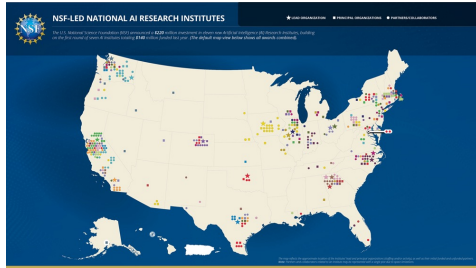 NSF
NSF-LED NATIONAL AI RESEARCH INSTITUTES
LEAD ORGANIZATION PRINCIPAL ORGANIZATIONS PARTNERS/COLLABORATORS
The U.S. National Science Foundation (NSF) announced a $220 million investment in eleven new Artificial Intelligence (AI) Research Institutes, building
on the first round of seven AI Institutes totaling $140 million funded last year. (The default map view below shows all awards combined).